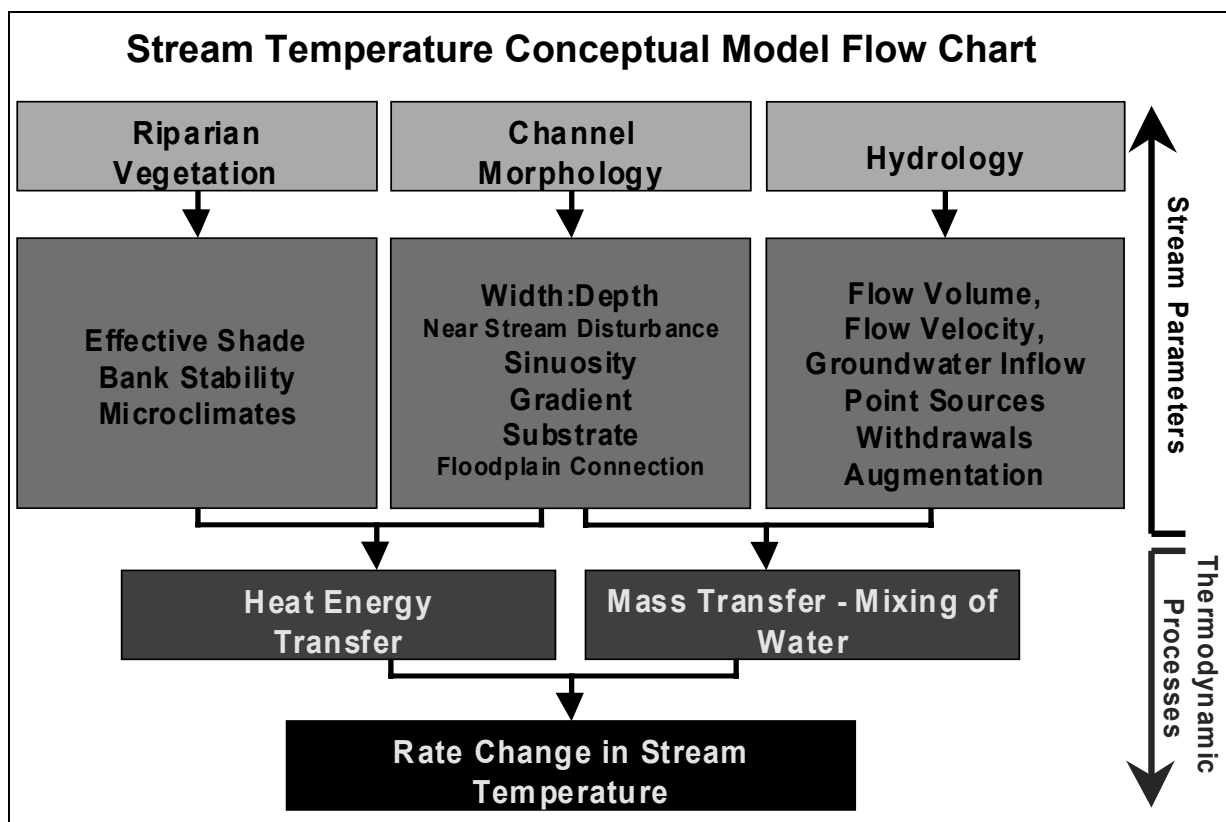 Stream Temperature Conceptual Model Flow Chart
Riparian
Vegetation
Channel
Morphology
Hydrology
Effective Shade
Bank Stability
Microclimates
Width:Depth
Near Stream Disturbance
Sinuosity
Gradient
Substrate
Floodplain Connection
Flow Volume,
Flow Velocity,
Groundwater Inflow
Point Sources
Withdrawals
Augmentation
Stream Parameters
Heat Energy
Transfer
Mass Transfer - Mixing of
Water
Thermodynamic
Processes
Rate Change in Stream
Temperature